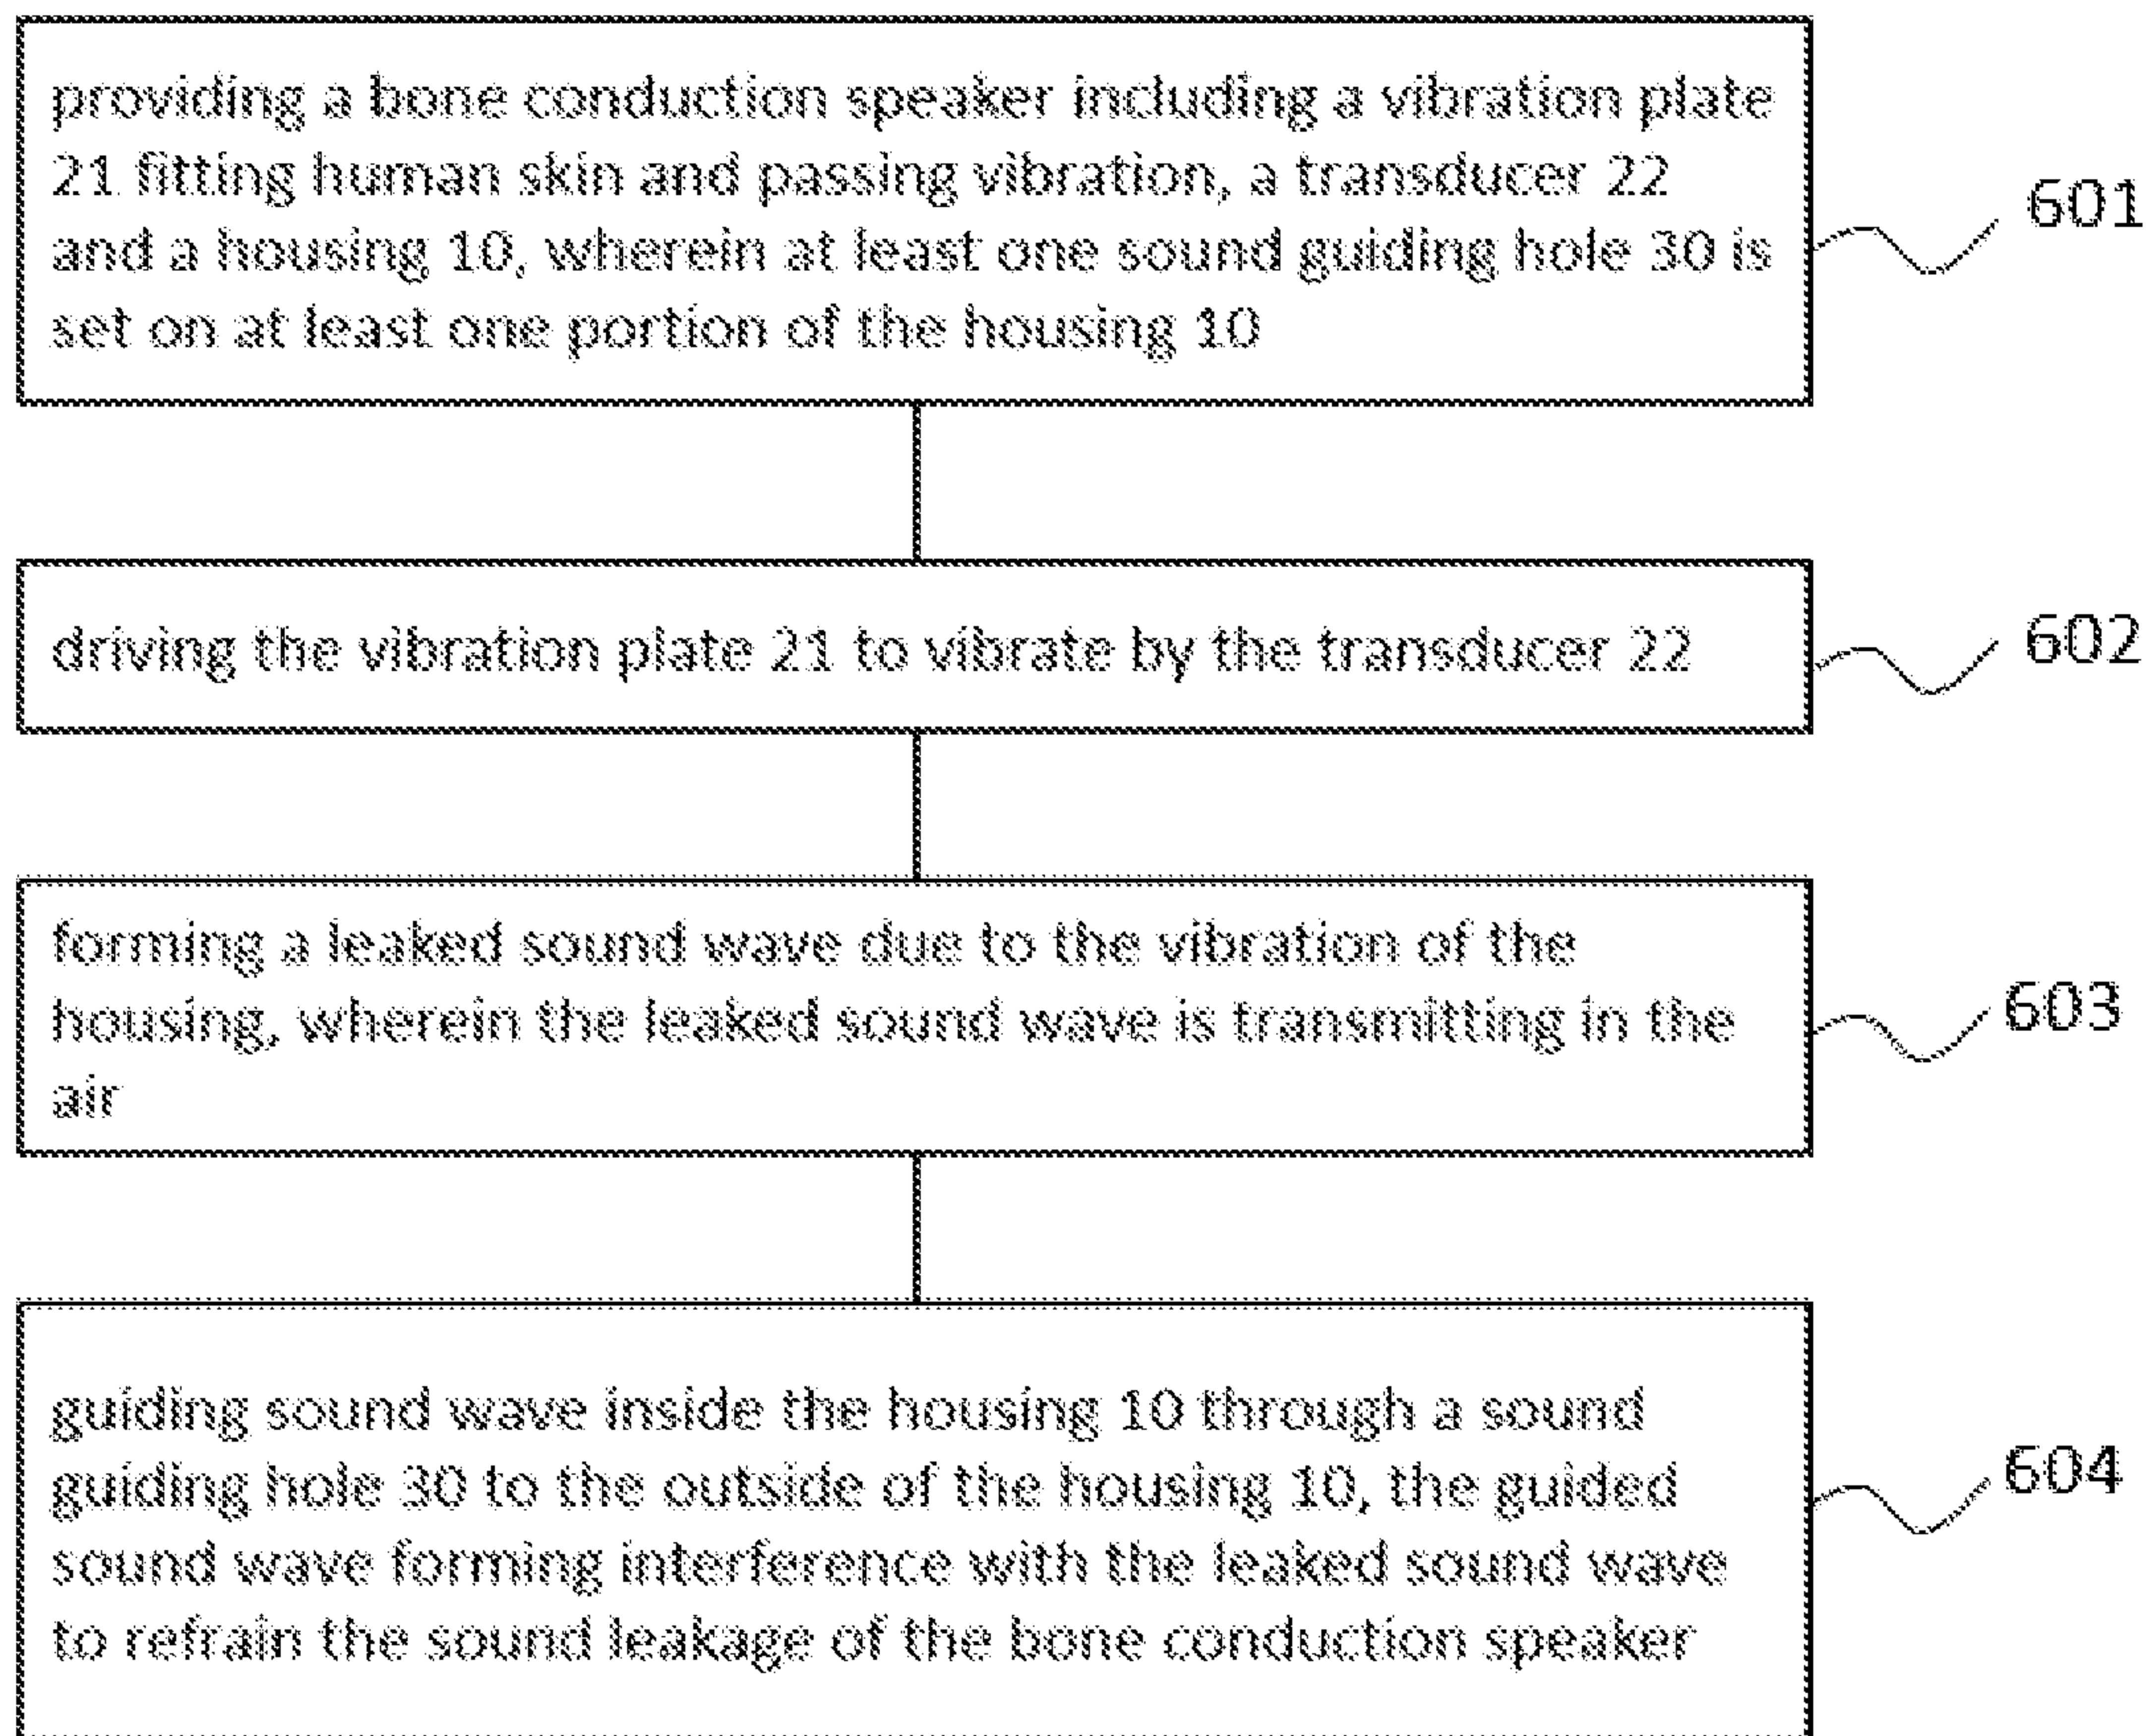 providing a bone conduction speaker including a vibration plate
21 fitting human skin and passing vibration, a transducer 22
and a housing 10, wherein at least one sound guiding hole 30 is
set on at least one portion of the housing 10
601
driving the vibration plate 21 to vibrate by the transducer 22
602
forming a leaked sound wave due to the vibration of the
housing, wherein the leaked sound wave is transmitting in the
air
603
guiding sound wave inside the housing 10 through a sound
guiding hole 30 to the outside of the housing 10, the guided
sound wave forming interference with the leaked sound wave
to refrain the sound leakage of the bone conduction speaker
604